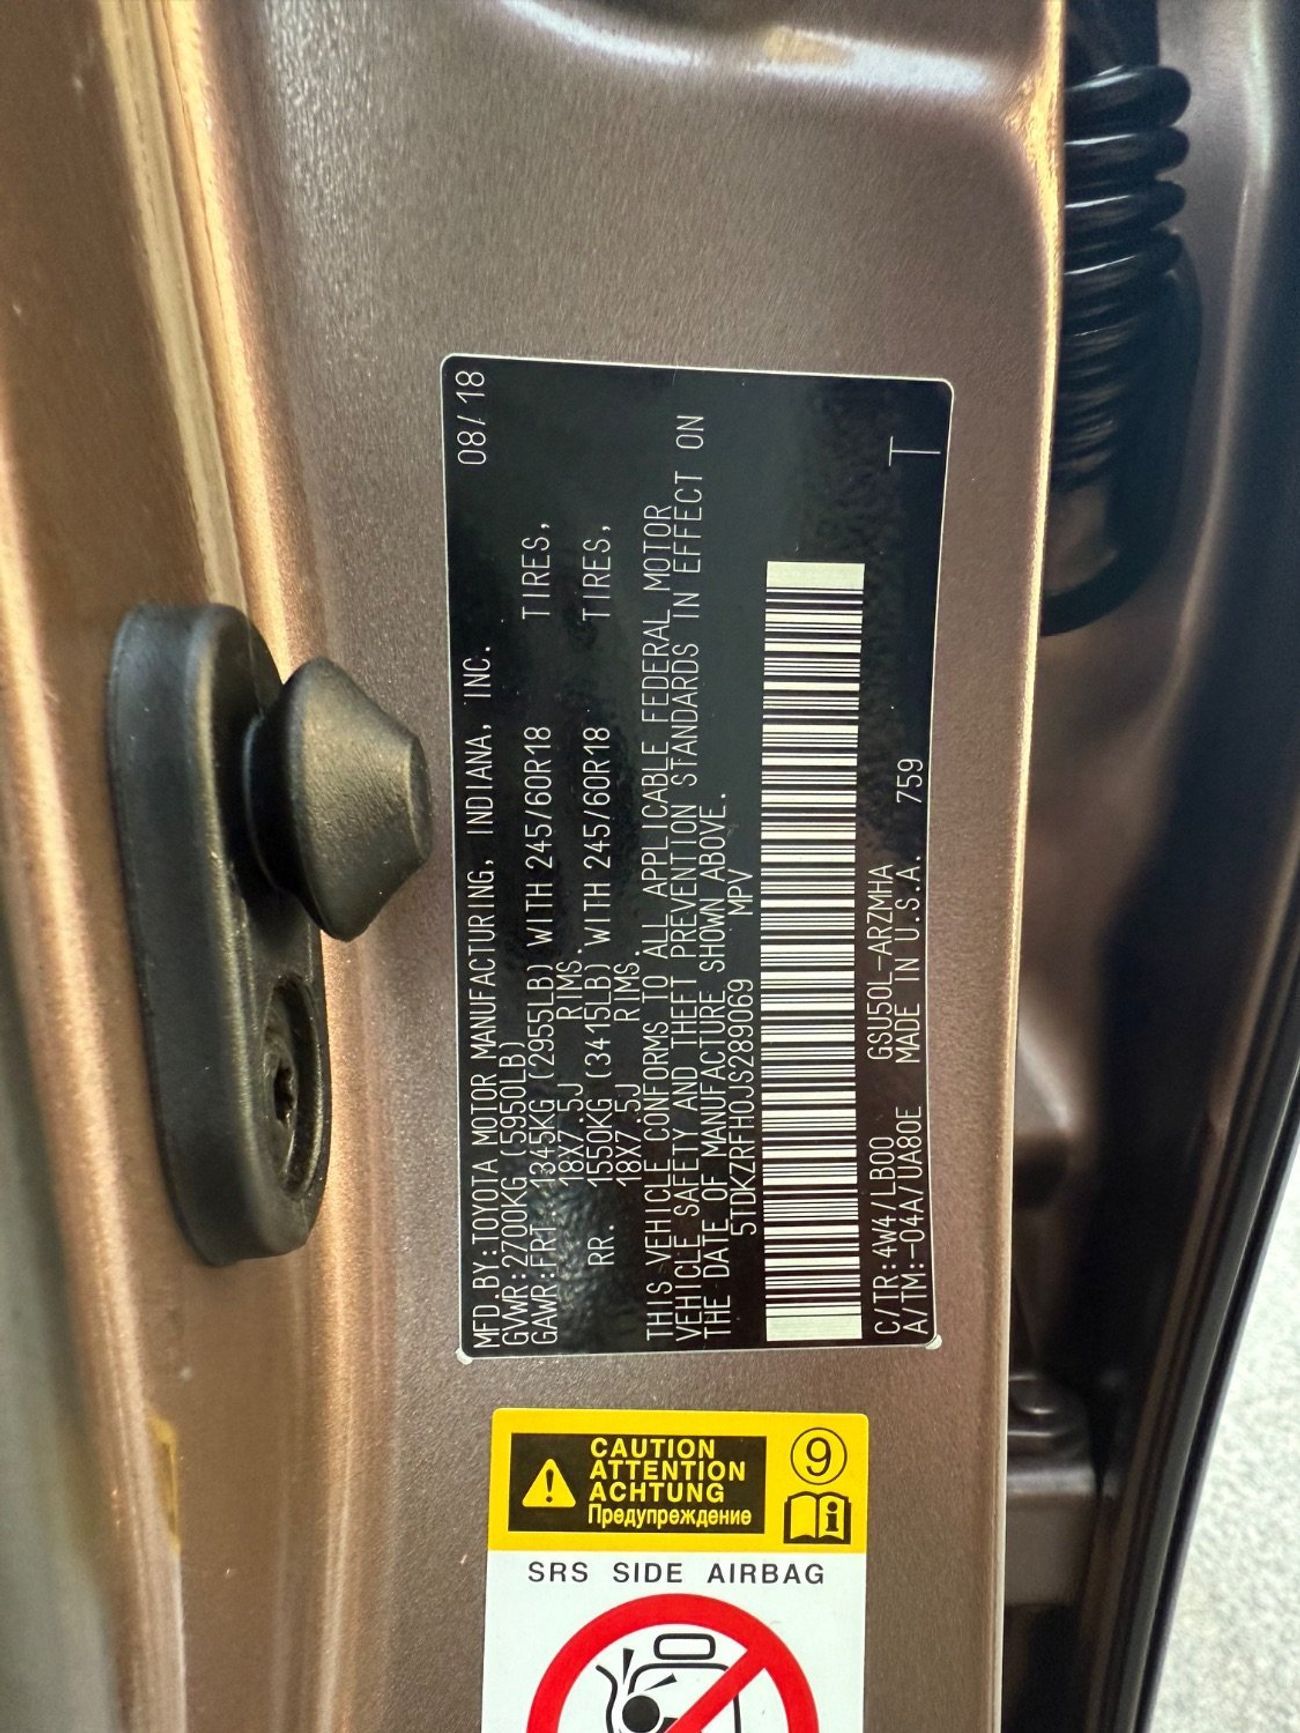 MFD.BY:TOYOTA MOTOR MANUFACTURING, INDIANA, INC. 08/18
GVWR:2700KG (5950LB)
GAWR:FRT. 1345KG (2955LB) WITH 245/60R18 TIRES,
18X7.5J RIMS.
RR. 1550KG (3415LB) WITH 245/60R18 TIRES,
18X7.5J RIMS.
THIS VEHICLE CONFORMS TO ALL APPLICABLE FEDERAL MOTOR
VEHICLE SAFETY AND THEFT PREVENTION STANDARDS IN EFFECT ON
THE DATE OF MANUFACTURE SHOWN ABOVE.
5TDKZRFH0JS289069 MPV
C/TR:4W4/LB00 GSU50L-ARZMHA
A/TM:-04A/UA80E MADE IN U.S.A. 759 T
CAUTION
ATTENTION
ACHTUNG
Предупреждение
9
i
SRS SIDE AIRBAG